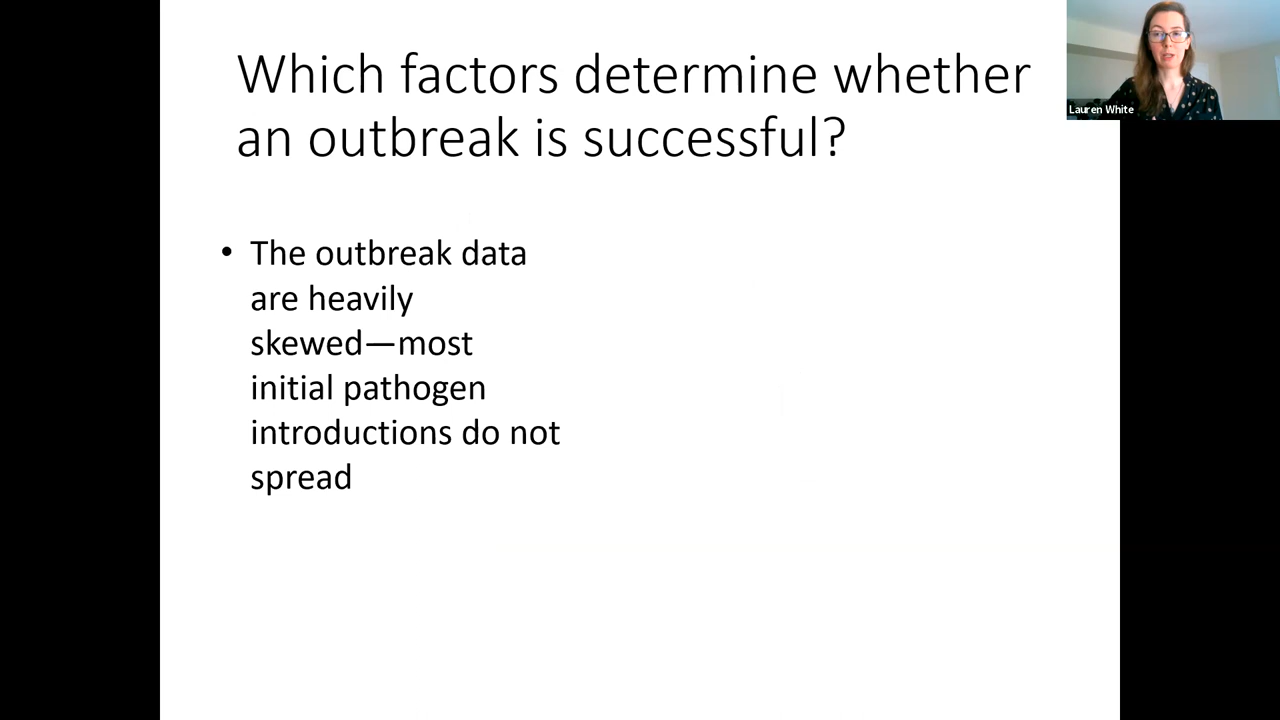 Which factors determine whether
an outbreak is successful?
Lauren White
• The outbreak data
are heavily
skewed—most
initial pathogen
introductions do not
spread